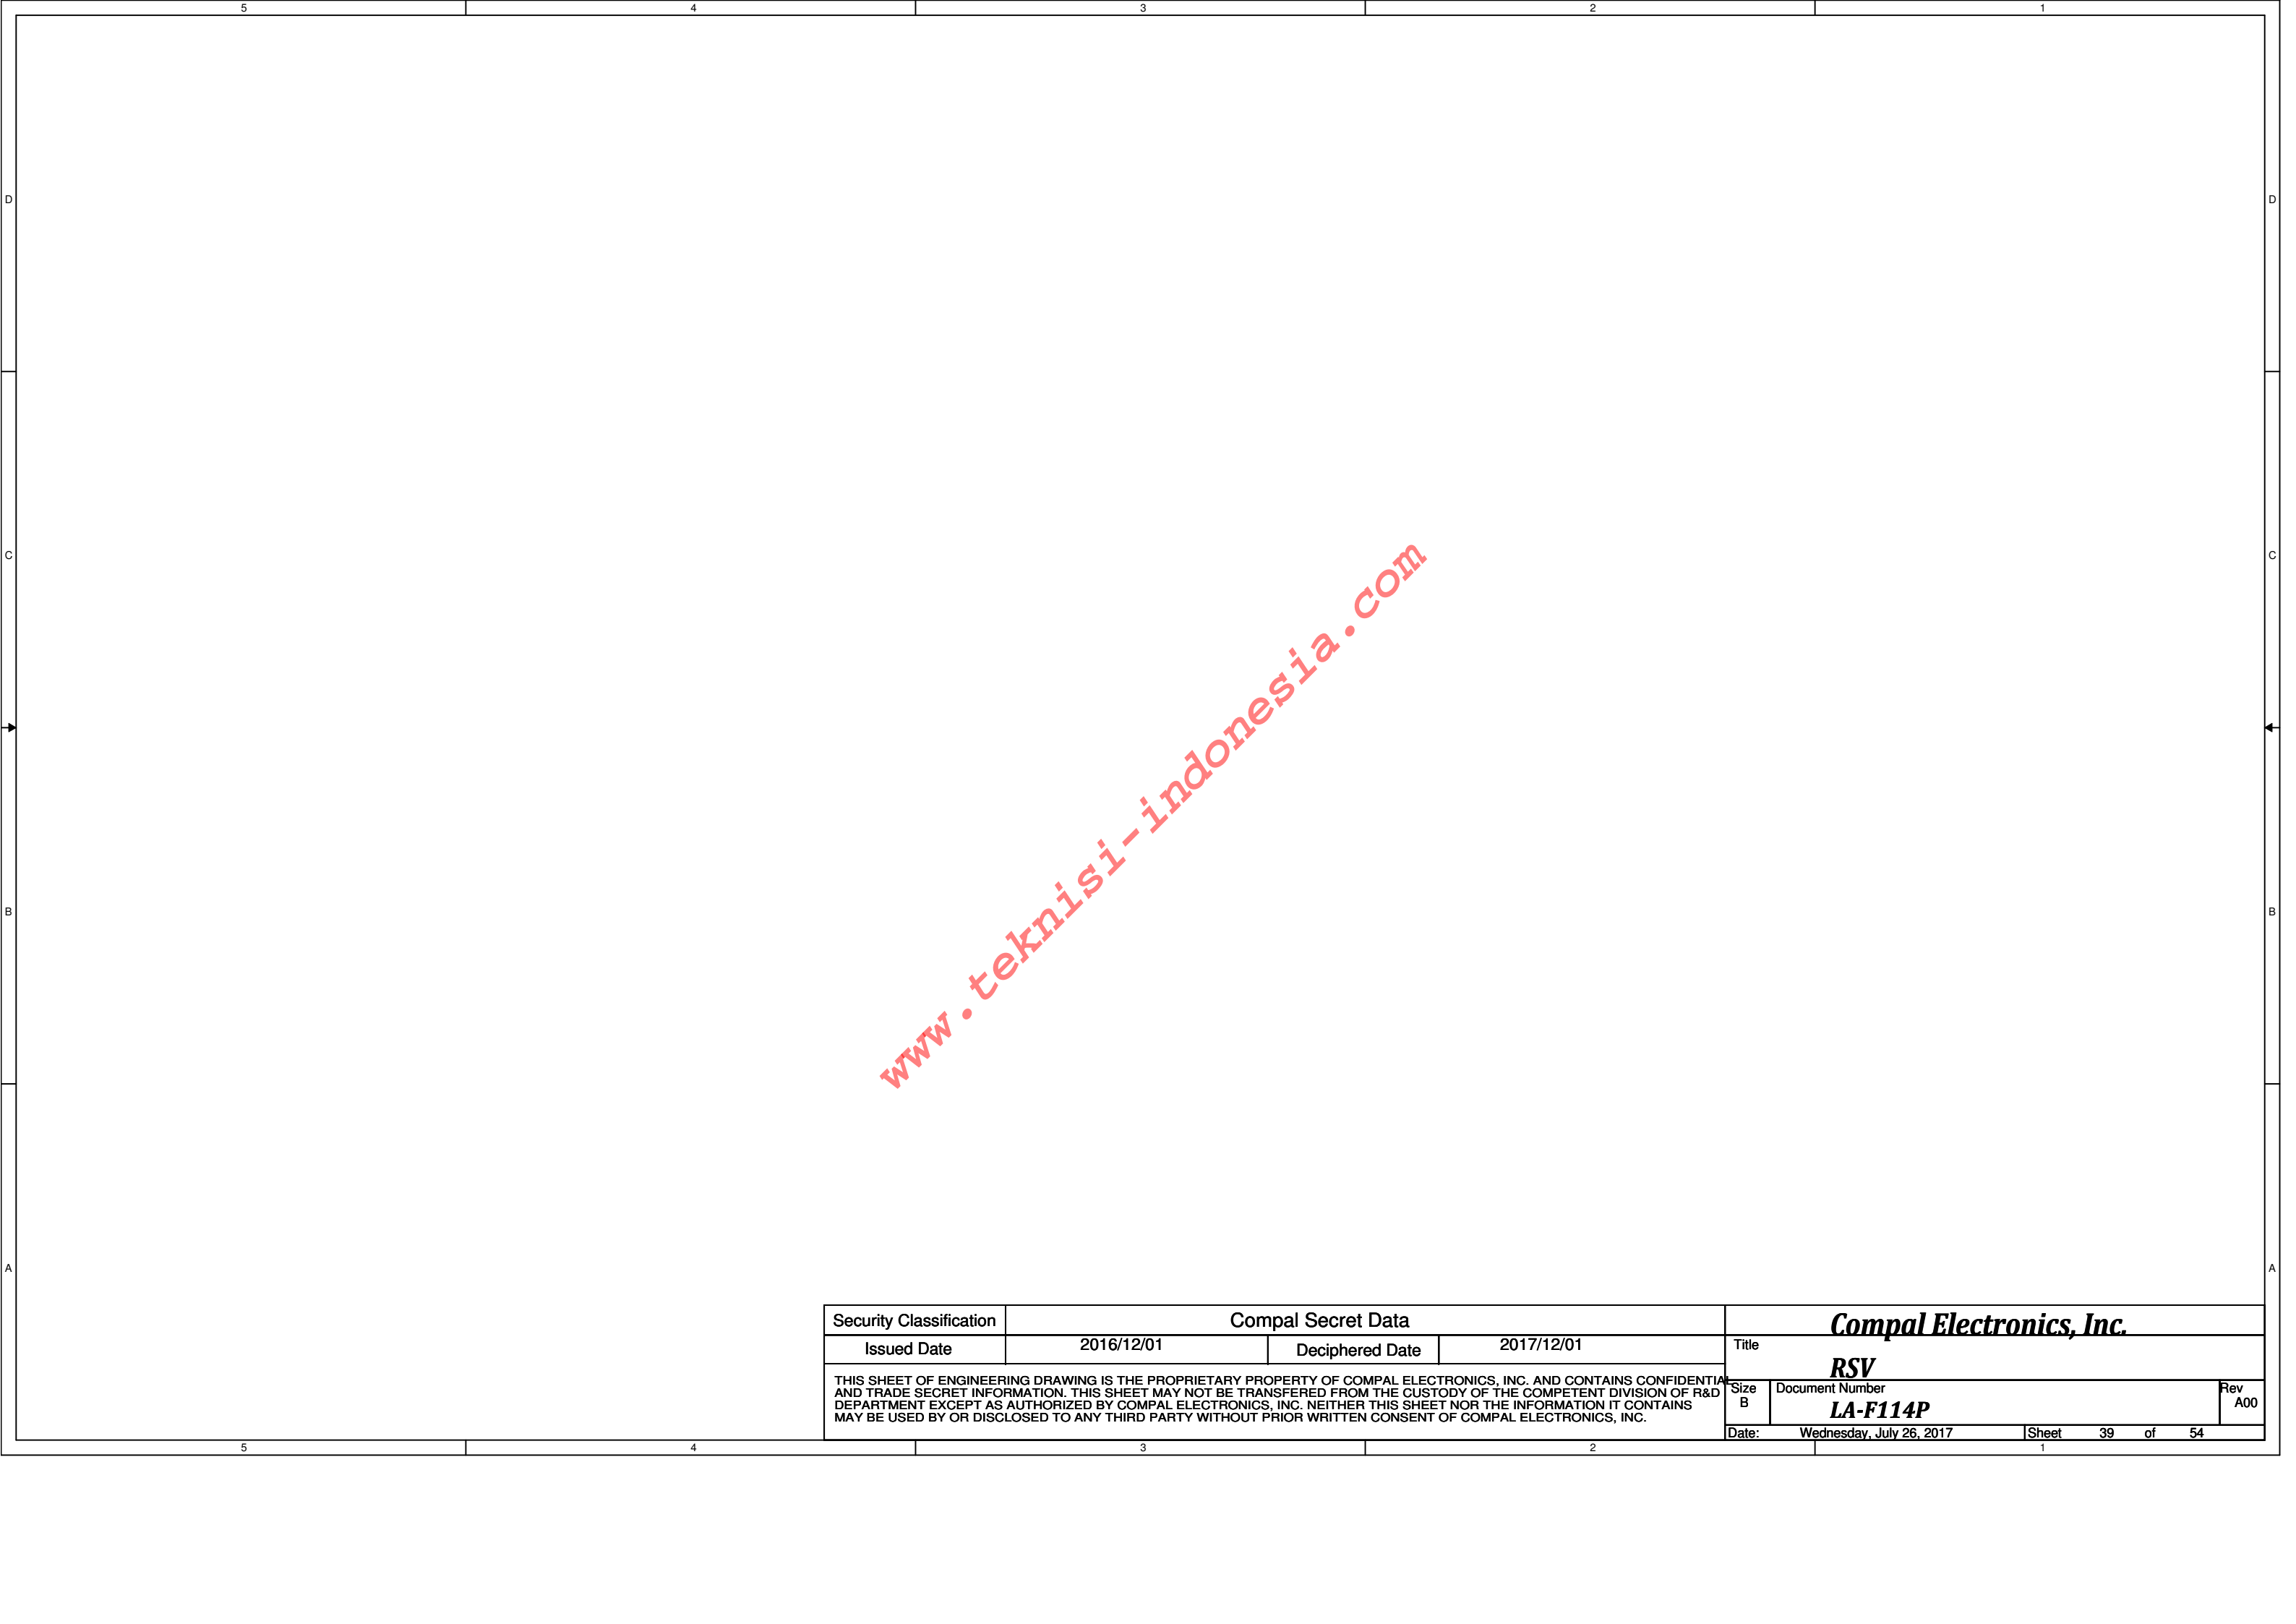 5 4 3 2 1
D D
C C
B B
A A
www.teknisi-indonesia.com
Security Classification Compal Secret Data Compal Electronics, Inc.
Issued Date 2016/12/01 Deciphered Date 2017/12/01 Title
RSV
THIS SHEET OF ENGINEERING DRAWING IS THE PROPRIETARY PROPERTY OF COMPAL ELECTRONICS, INC. AND CONTAINS CONFIDENTIAL
AND TRADE SECRET INFORMATION. THIS SHEET MAY NOT BE TRANSFERED FROM THE CUSTODY OF THE COMPETENT DIVISION OF R&D
DEPARTMENT EXCEPT AS AUTHORIZED BY COMPAL ELECTRONICS, INC. NEITHER THIS SHEET NOR THE INFORMATION IT CONTAINS
MAY BE USED BY OR DISCLOSED TO ANY THIRD PARTY WITHOUT PRIOR WRITTEN CONSENT OF COMPAL ELECTRONICS, INC.
Size Document Number Rev
B LA-F114P A00
Date: Wednesday, July 26, 2017 Sheet 39 of 54
5 4 3 2 1